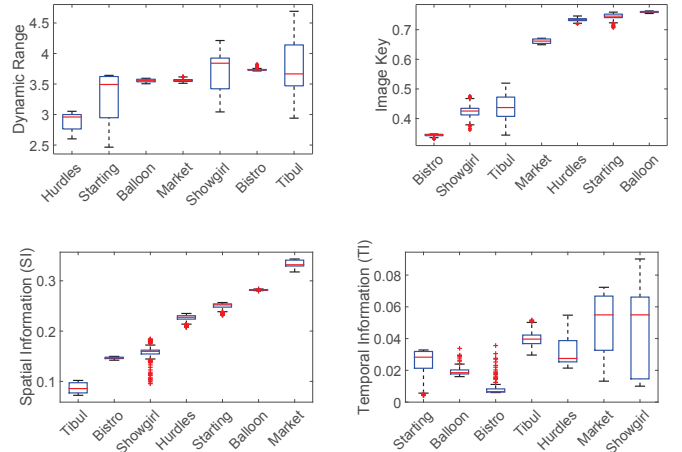 Dynamic Range
4.5
4
3.5
3
2.5
Hurdles Starting Balloon Market Showgirl Bistro Tibul
Image Key
0.7
0.6
0.5
0.4
Bistro Showgirl Tibul Market Hurdles Starting Balloon
Spatial Information (SI)
0.3
0.2
0.1
Tibul Bistro Showgirl Hurdles Starting Balloon Market
Temporal Information (TI)
0.08
0.06
0.04
0.02
0
Starting Balloon Bistro Tibul Hurdles Market Showgirl